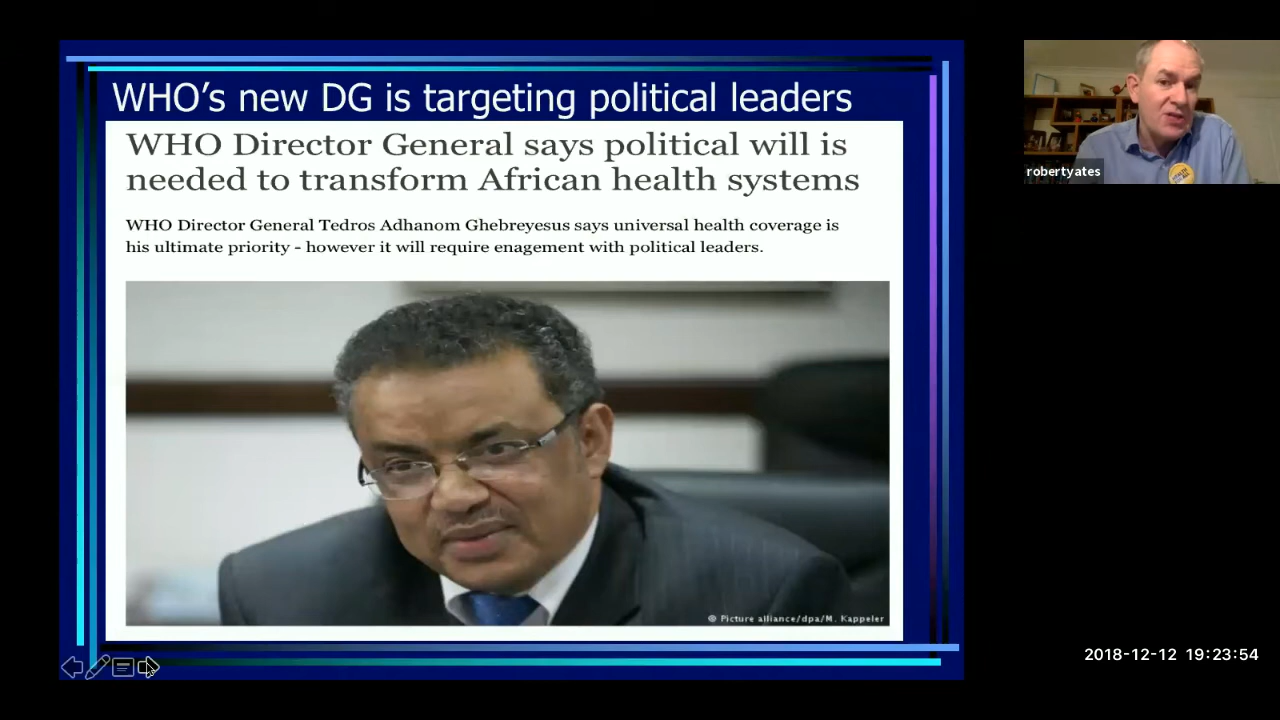 WHO’s new DG is targeting political leaders
WHO Director General says political will is
needed to transform African health systems
WHO Director General Tedros Adhanom Ghebreyesus says universal health coverage is
his ultimate priority - however it will require enagement with political leaders.
© Picture alliance/dpa/M. Kappeler
robertyates
2018-12-12 19:23:54